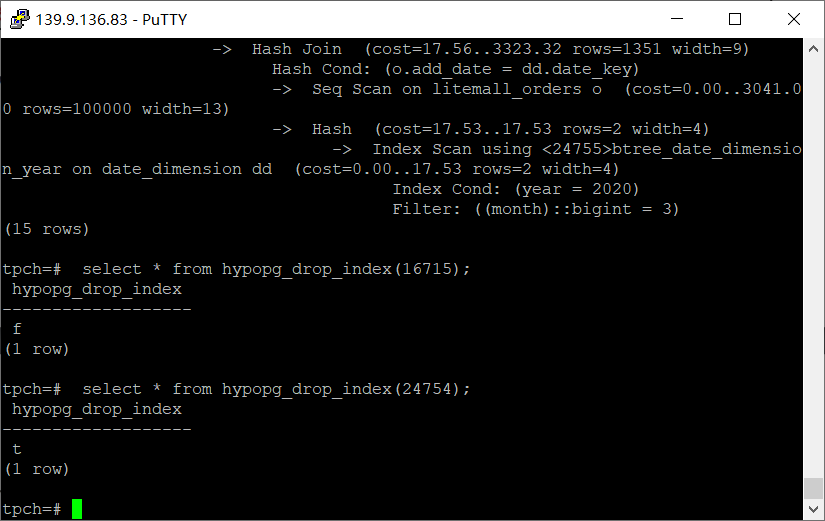 139.9.136.83 - PuTTY
-> Hash Join (cost=17.56..3323.32 rows=1351 width=9)
Hash Cond: (o.add_date = dd.date_key)
-> Seq Scan on litemall_orders o (cost=0.00..3041.0
0 rows=100000 width=13)
-> Hash (cost=17.53..17.53 rows=2 width=4)
-> Index Scan using <24755>btree_date_dimensio
n_year on date_dimension dd (cost=0.00..17.53 rows=2 width=4)
Index Cond: (year = 2020)
Filter: ((month)::bigint = 3)
(15 rows)
tpch=# select * from hypopg_drop_index(16715);
hypopg_drop_index
-------------------
f
(1 row)
tpch=# select * from hypopg_drop_index(24754);
hypopg_drop_index
-------------------
t
(1 row)
tpch=#